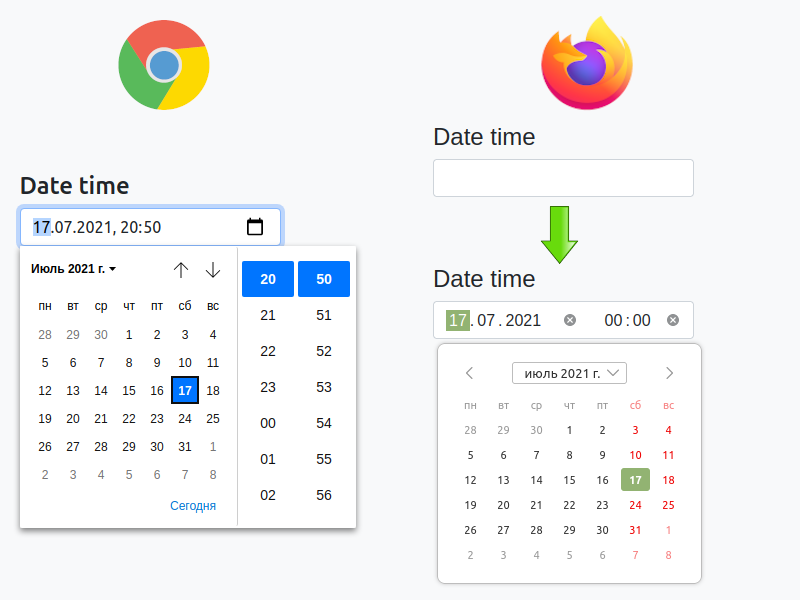 Date time
17.07.2021, 20:50
Июль 2021 г.
пн вт ср чт пт сб вс
28 29 30 1 2 3 4
5 6 7 8 9 10 11
12 13 14 15 16 17 18
19 20 21 22 23 24 25
26 27 28 29 30 31 1
2 3 4 5 6 7 8
Сегодня
20 50
21 51
22 52
23 53
00 54
01 55
02 56
Date time
Date time
17.07.2021 00:00
июль 2021 г.
пн вт ср чт пт сб вс
28 29 30 1 2 3 4
5 6 7 8 9 10 11
12 13 14 15 16 17 18
19 20 21 22 23 24 25
26 27 28 29 30 31 1
2 3 4 5 6 7 8